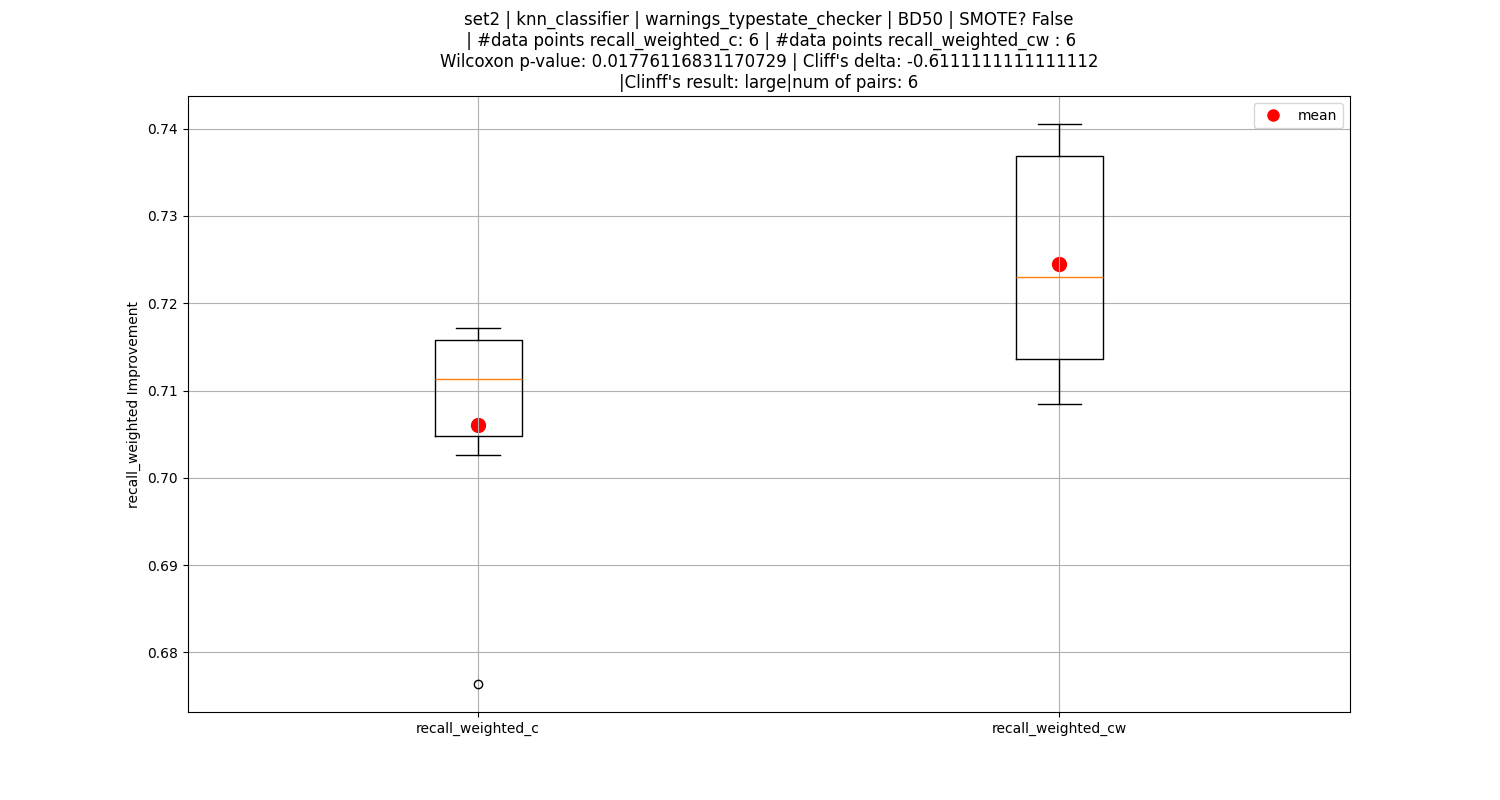 set2 | knn_classifier | warnings_typestate_checker | BD50 | SMOTE? False
| #data points recall_weighted_c: 6 | #data points recall_weighted_cw : 6
Wilcoxon p-value: 0.01776116831170729 | Cliff's delta: -0.6111111111111112
|Clinff's result: large|num of pairs: 6
mean
0.74
0.73
0.72
0.71
0.70
0.69
0.68
recall_weighted Improvement
recall_weighted_c
recall_weighted_cw